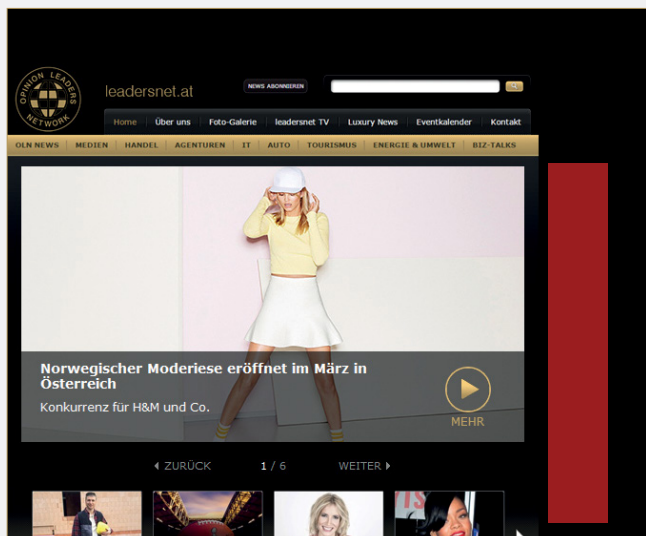 OPINION LEADERS
NETWORK
leadersnet.at
NEWS ABONNIEREN
Home Über uns Foto-Galerie leadersnet TV Luxury News Eventkalender Kontakt
OLN NEWS MEDIEN HANDEL AGENTUREN IT AUTO TOURISMUS ENERGIE & UMWELT BIZ-TALKS
Norwegischer Moderiese eröffnet im März in
Österreich
Konkurrenz für H&M und Co.
MEHR
ZURÜCK 1 / 6 WEITER